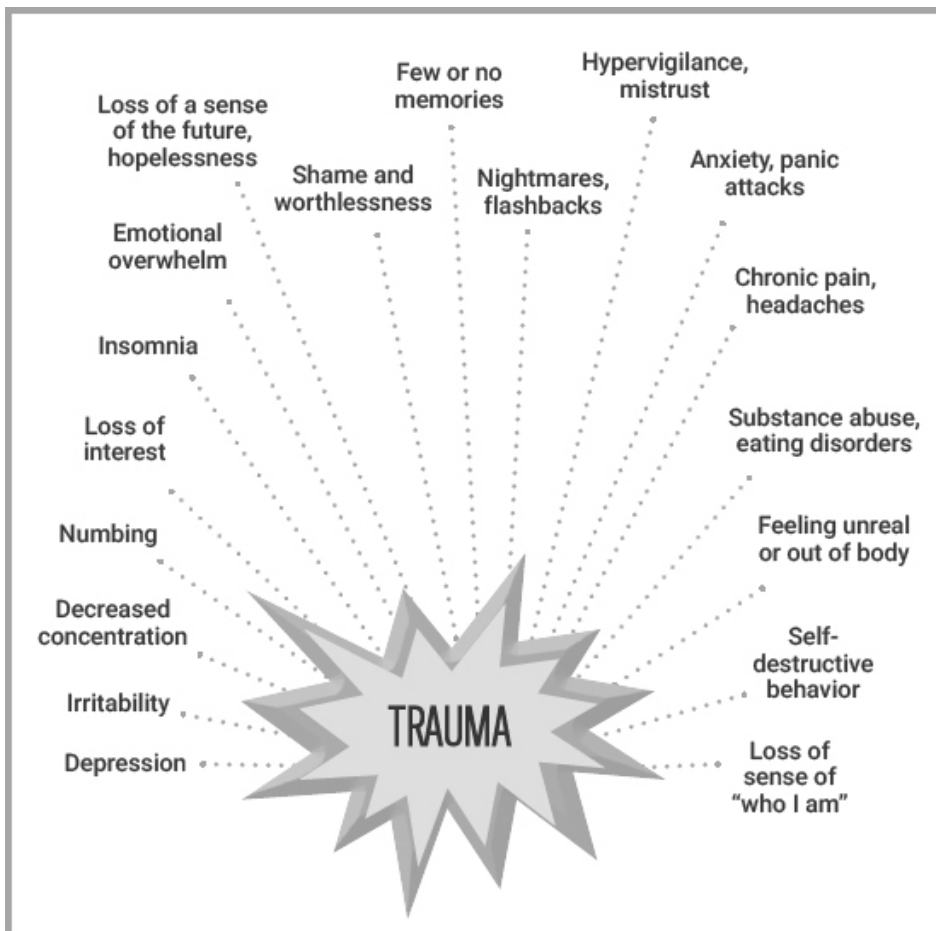 Hypervigilance,
mistrust
Few or no
memories
Loss of a sense
of the future,
hopelessness
Shame and
worthlessness
Nightmares,
flashbacks
Anxiety, panic
attacks
Emotional
overwhelm
Chronic pain,
headaches
Insomnia
Loss of
interest
Substance abuse,
eating disorders
Numbing
Feeling unreal
or out of body
Decreased
concentration
Self-
destructive
behavior
Irritability
Depression
Loss of
sense of
“who I am”
TRAUMA